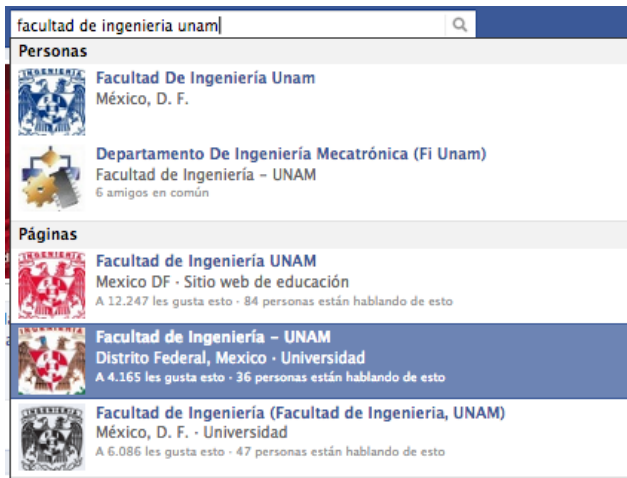 facultad de ingenieria unam
Personas
Facultad De Ingeniería Unam
México, D. F.
Departamento De Ingeniería Mecatrónica (Fi Unam)
Facultad de Ingeniería – UNAM
6 amigos en común
Páginas
Facultad de Ingeniería UNAM
Mexico DF · Sitio web de educación
A 12.247 les gusta esto · 84 personas están hablando de esto
Facultad de Ingeniería – UNAM
Distrito Federal, Mexico · Universidad
A 4.165 les gusta esto · 36 personas están hablando de esto
Facultad de Ingeniería (Facultad de Ingenieria, UNAM)
México, D. F. · Universidad
A 6.086 les gusta esto · 47 personas están hablando de esto